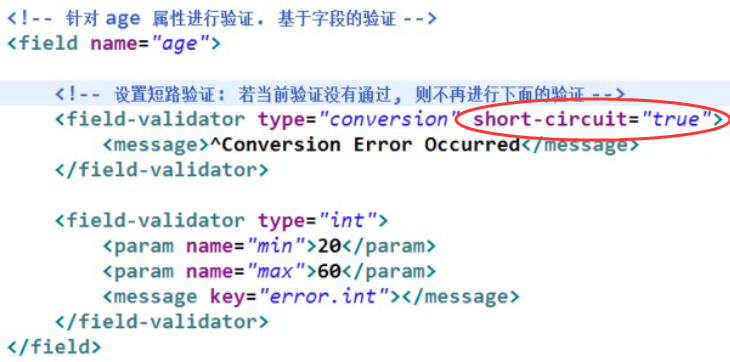 <!-- 针对 age 属性进行验证. 基于字段的验证 -->
<field name="age">
<!-- 设置短路验证: 若当前验证没有通过, 则不再进行下面的验证 -->
<field-validator type="conversion" short-circuit="true">
<message>^Conversion Error Occurred</message>
</field-validator>
<field-validator type="int">
<param name="min">20</param>
<param name="max">60</param>
<message key="error.int"></message>
</field-validator>
</field>